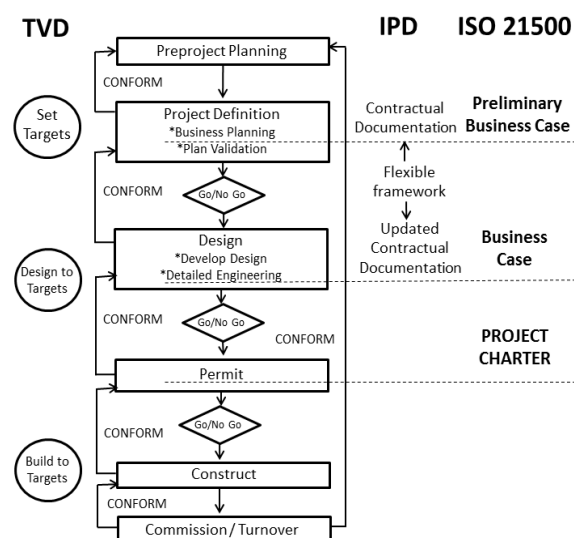 TVD
IPD
ISO 21500
Preproject Planning
CONFORM
Set
Targets
Project Definition
*Business Planning
*Plan Validation
Contractual
Documentation
Preliminary
Business Case
CONFORM
Go/No Go
Flexible
framework
Design
*Develop Design
*Detailed Engineering
Updated
Contractual
Documentation
Business
Case
Design to
Targets
CONFORM
Go/No Go
CONFORM
PROJECT
CHARTER
Permit
CONFORM
Go/No Go
Build to
Targets
Construct
CONFORM
Commission / Turnover